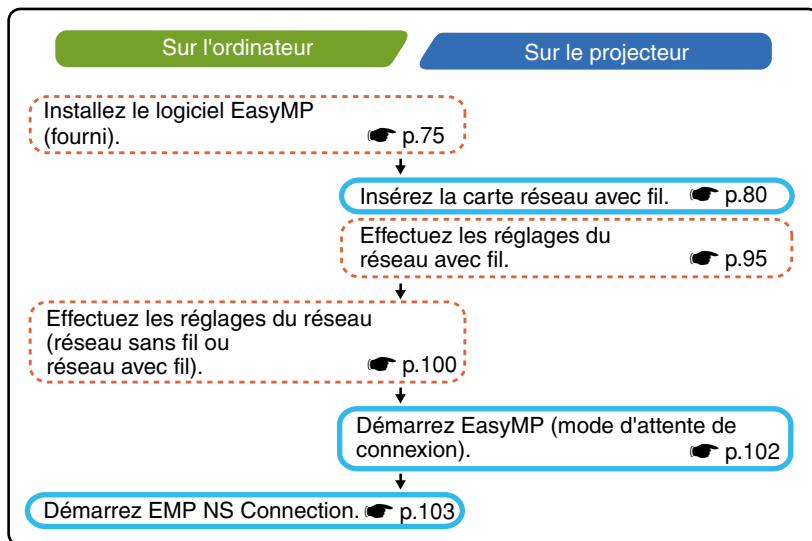 Sur l'ordinateur
Sur le projecteur
Installez le logiciel EasyMP
(fourni). ☛ p.75
Insérez la carte réseau avec fil. ☛ p.80
Effectuez les réglages du
réseau avec fil. ☛ p.95
Effectuez les réglages du réseau
(réseau sans fil ou
réseau avec fil). ☛ p.100
Démarrez EasyMP (mode d'attente de
connexion). ☛ p.102
Démarrez EMP NS Connection. ☛ p.103